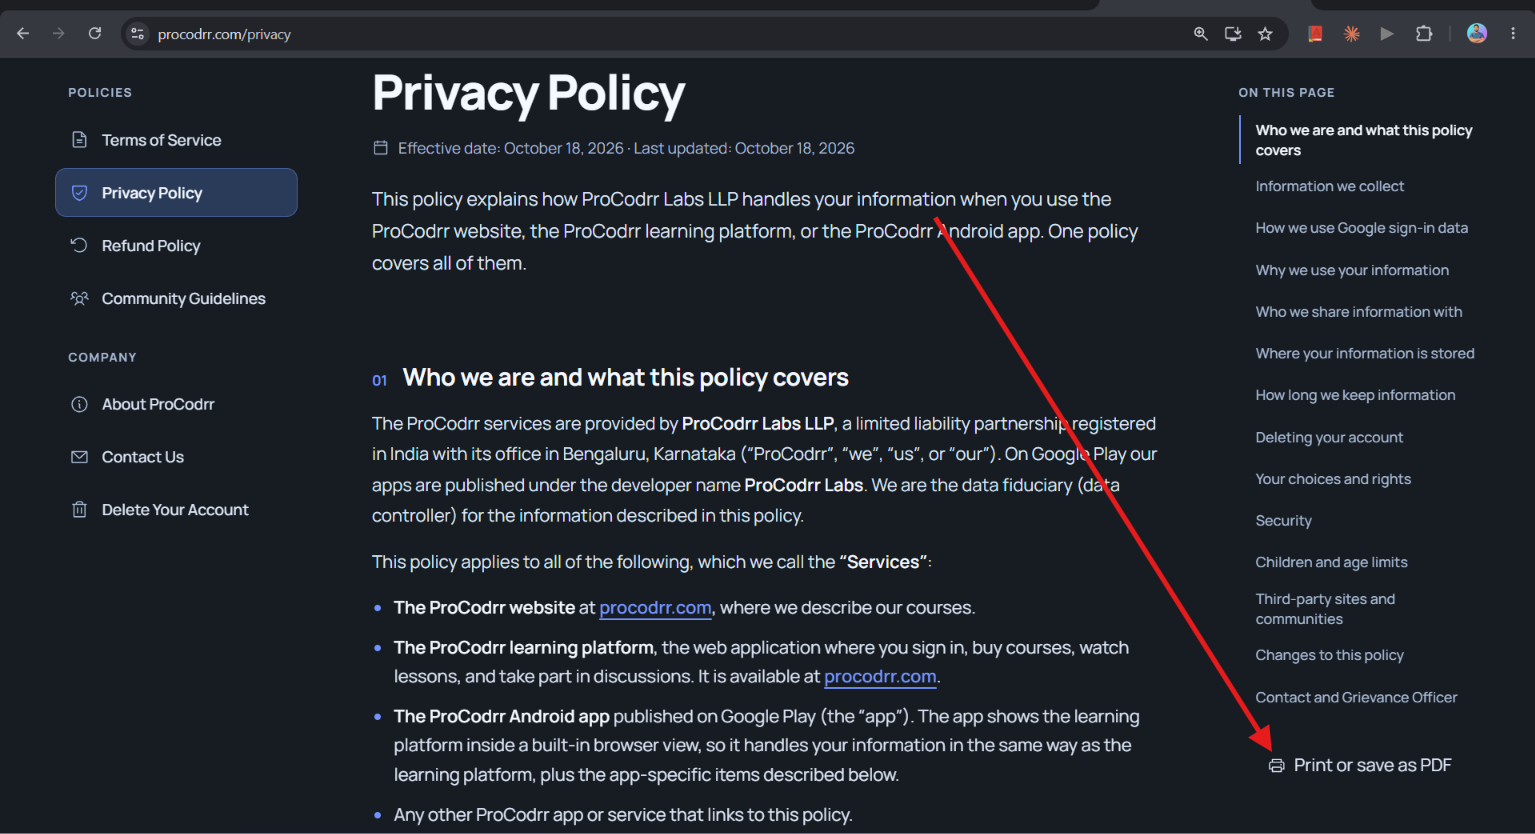 procodrr.com/privacy
POLICIES
Terms of Service
Privacy Policy
Refund Policy
Community Guidelines
COMPANY
About ProCodrr
Contact Us
Delete Your Account
Privacy Policy
Effective date: October 18, 2026 · Last updated: October 18, 2026
This policy explains how ProCodrr Labs LLP handles your information when you use the
ProCodrr website, the ProCodrr learning platform, or the ProCodrr Android app. One policy
covers all of them.
01 Who we are and what this policy covers
The ProCodrr services are provided by ProCodrr Labs LLP, a limited liability partnership registered
in India with its office in Bengaluru, Karnataka (“ProCodrr”, “we”, “us”, or “our”). On Google Play our
apps are published under the developer name ProCodrr Labs. We are the data fiduciary (data
controller) for the information described in this policy.
This policy applies to all of the following, which we call the “Services”:
• The ProCodrr website at procodrr.com, where we describe our courses.
• The ProCodrr learning platform, the web application where you sign in, buy courses, watch
lessons, and take part in discussions. It is available at procodrr.com.
• The ProCodrr Android app published on Google Play (the “app”). The app shows the learning
platform inside a built-in browser view, so it handles your information in the same way as the
learning platform, plus the app-specific items described below.
• Any other ProCodrr app or service that links to this policy.
ON THIS PAGE
Who we are and what this policy
covers
Information we collect
How we use Google sign-in data
Why we use your information
Who we share information with
Where your information is stored
How long we keep information
Deleting your account
Your choices and rights
Security
Children and age limits
Third-party sites and
communities
Changes to this policy
Contact and Grievance Officer
Print or save as PDF